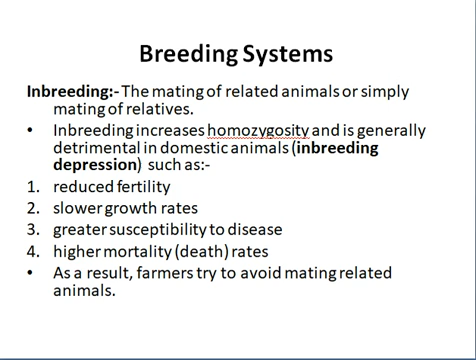 Breeding Systems
Inbreeding:- The mating of related animals or simply
mating of relatives.
• Inbreeding increases homozygosity and is generally
detrimental in domestic animals (inbreeding
depression) such as:-
1. reduced fertility
2. slower growth rates
3. greater susceptibility to disease
4. higher mortality (death) rates
• As a result, farmers try to avoid mating related
animals.